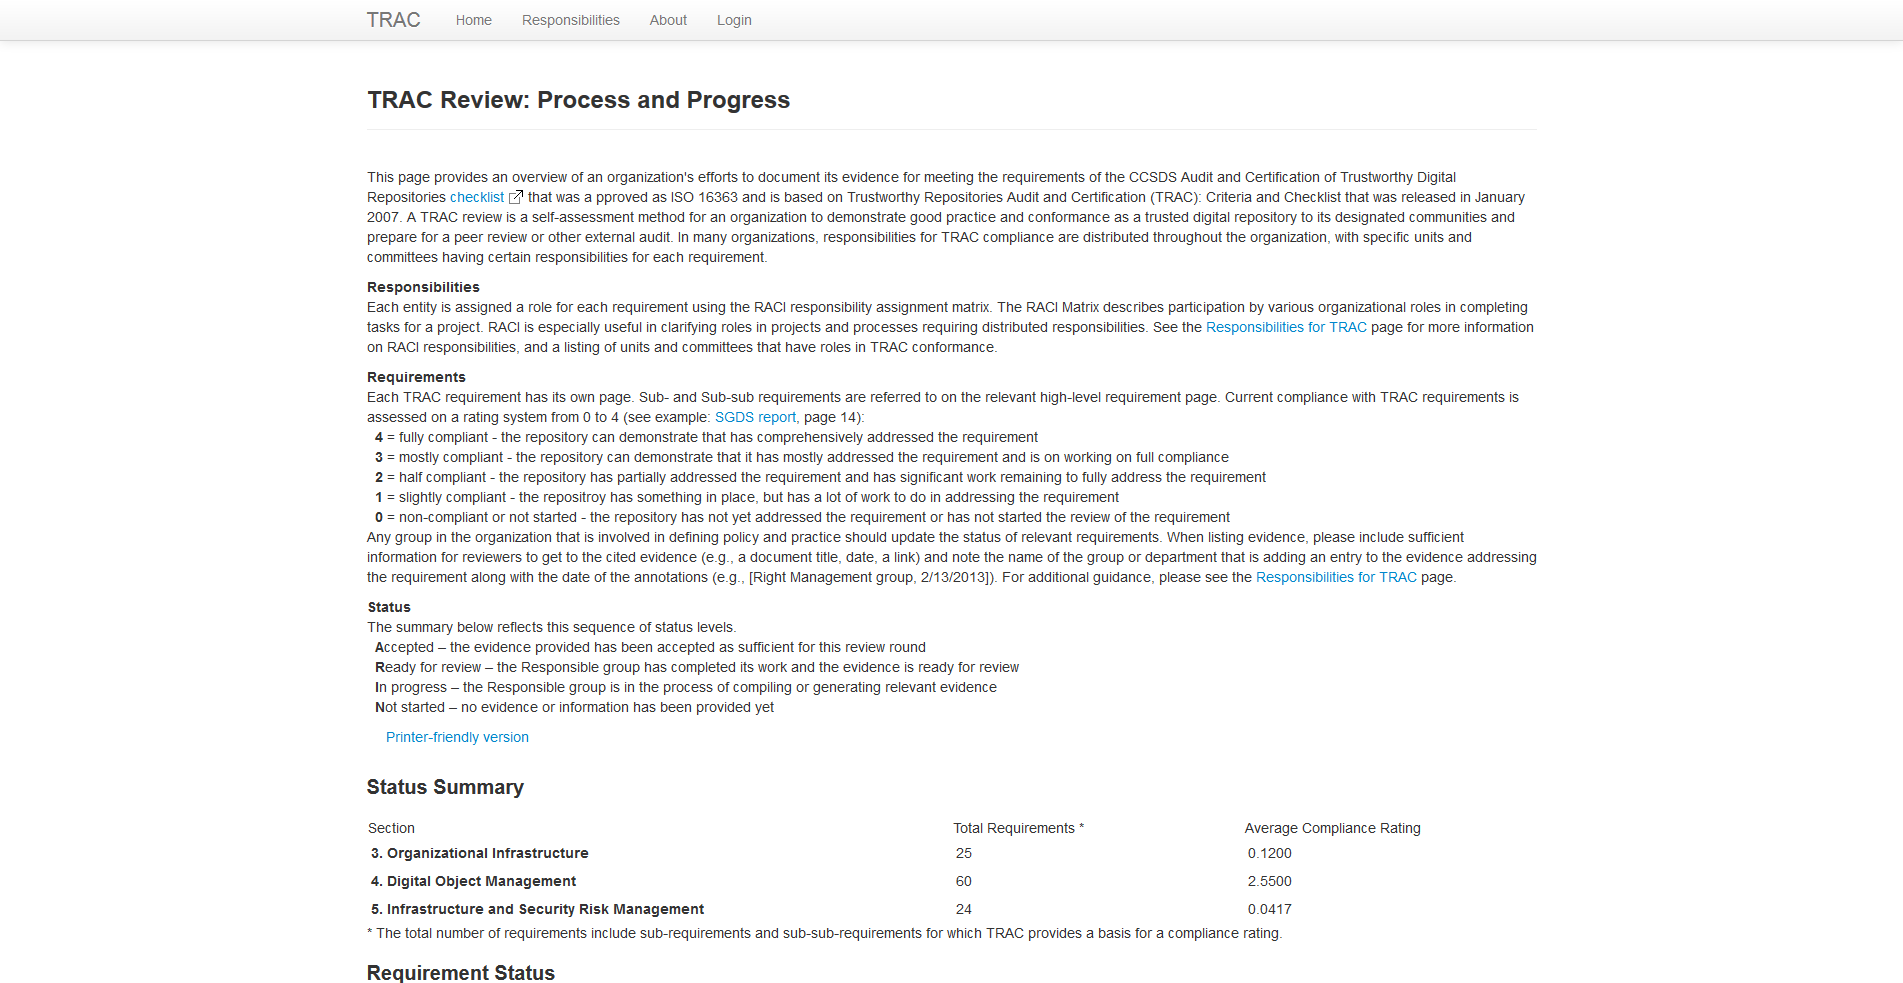 TRAC Home Responsibilities About Login
TRAC Review: Process and Progress
This page provides an overview of an organization's efforts to document its evidence for meeting the requirements of the CCSDS Audit and Certification of Trustworthy Digital
Repositories checklist that was a pproved as ISO 16363 and is based on Trustworthy Repositories Audit and Certification (TRAC): Criteria and Checklist that was released in January
2007. A TRAC review is a self-assessment method for an organization to demonstrate good practice and conformance as a trusted digital repository to its designated communities and
prepare for a peer review or other external audit. In many organizations, responsibilities for TRAC compliance are distributed throughout the organization, with specific units and
committees having certain responsibilities for each requirement.
Responsibilities
Each entity is assigned a role for each requirement using the RACI responsibility assignment matrix. The RACI Matrix describes participation by various organizational roles in completing
tasks for a project. RACI is especially useful in clarifying roles in projects and processes requiring distributed responsibilities. See the Responsibilities for TRAC page for more information
on RACI responsibilities, and a listing of units and committees that have roles in TRAC conformance.
Requirements
Each TRAC requirement has its own page. Sub- and Sub-sub requirements are referred to on the relevant high-level requirement page. Current compliance with TRAC requirements is
assessed on a rating system from 0 to 4 (see example: SGDS report, page 14):
4 = fully compliant - the repository can demonstrate that has comprehensively addressed the requirement
3 = mostly compliant - the repository can demonstrate that it has mostly addressed the requirement and is on working on full compliance
2 = half compliant - the repository has partially addressed the requirement and has significant work remaining to fully address the requirement
1 = slightly compliant - the repositroy has something in place, but has a lot of work to do in addressing the requirement
0 = non-compliant or not started - the repository has not yet addressed the requirement or has not started the review of the requirement
Any group in the organization that is involved in defining policy and practice should update the status of relevant requirements. When listing evidence, please include sufficient
information for reviewers to get to the cited evidence (e.g., a document title, date, a link) and note the name of the group or department that is adding an entry to the evidence addressing
the requirement along with the date of the annotations (e.g., [Right Management group, 2/13/2013]). For additional guidance, please see the Responsibilities for TRAC page.
Status
The summary below reflects this sequence of status levels.
Accepted – the evidence provided has been accepted as sufficient for this review round
Ready for review – the Responsible group has completed its work and the evidence is ready for review
In progress – the Responsible group is in the process of compiling or generating relevant evidence
Not started – no evidence or information has been provided yet
Printer-friendly version
Status Summary
Section Total Requirements * Average Compliance Rating
3. Organizational Infrastructure 25 0.1200
4. Digital Object Management 60 2.5500
5. Infrastructure and Security Risk Management 24 0.0417
* The total number of requirements include sub-requirements and sub-sub-requirements for which TRAC provides a basis for a compliance rating.
Requirement Status